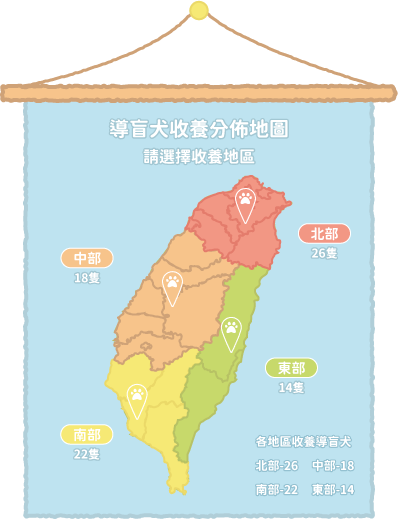 導盲犬收養分佈地圖
請選擇收養地區
北部
26隻
中部
18隻
東部
14隻
南部
22隻
各地區收養導盲犬
北部-26 中部-18
南部-22 東部-14